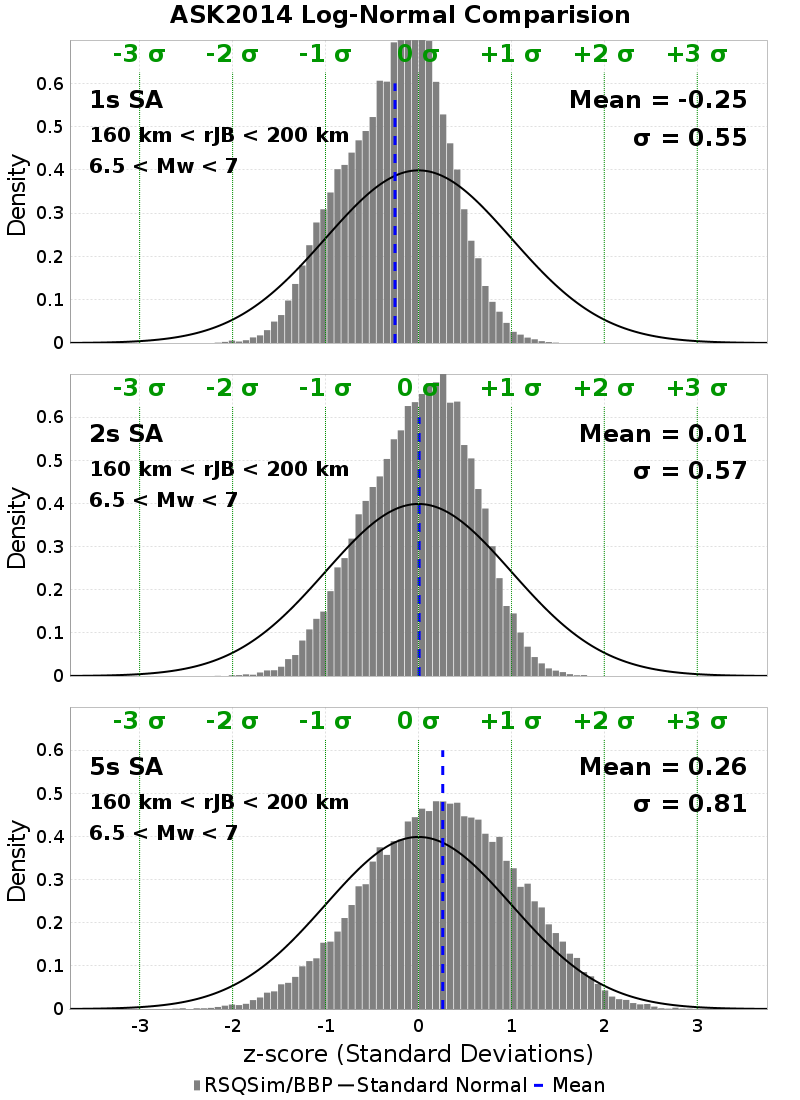 ASK2014 Log-Normal Comparision
-3 σ -2 σ -1 σ 0 σ +1 σ +2 σ +3 σ
1s SA
160 km < rJB < 200 km
6.5 < Mw < 7
Mean = -0.25
σ = 0.55
Density
0.6
0.5
0.4
0.3
0.2
0.1
0
-3 σ -2 σ -1 σ 0 σ +1 σ +2 σ +3 σ
2s SA
160 km < rJB < 200 km
6.5 < Mw < 7
Mean = 0.01
σ = 0.57
Density
0.6
0.5
0.4
0.3
0.2
0.1
0
-3 σ -2 σ -1 σ 0 σ +1 σ +2 σ +3 σ
5s SA
160 km < rJB < 200 km
6.5 < Mw < 7
Mean = 0.26
σ = 0.81
Density
0.6
0.5
0.4
0.3
0.2
0.1
0
-3 -2 -1 0 1 2 3
z-score (Standard Deviations)
RSQSim/BBP Standard Normal Mean